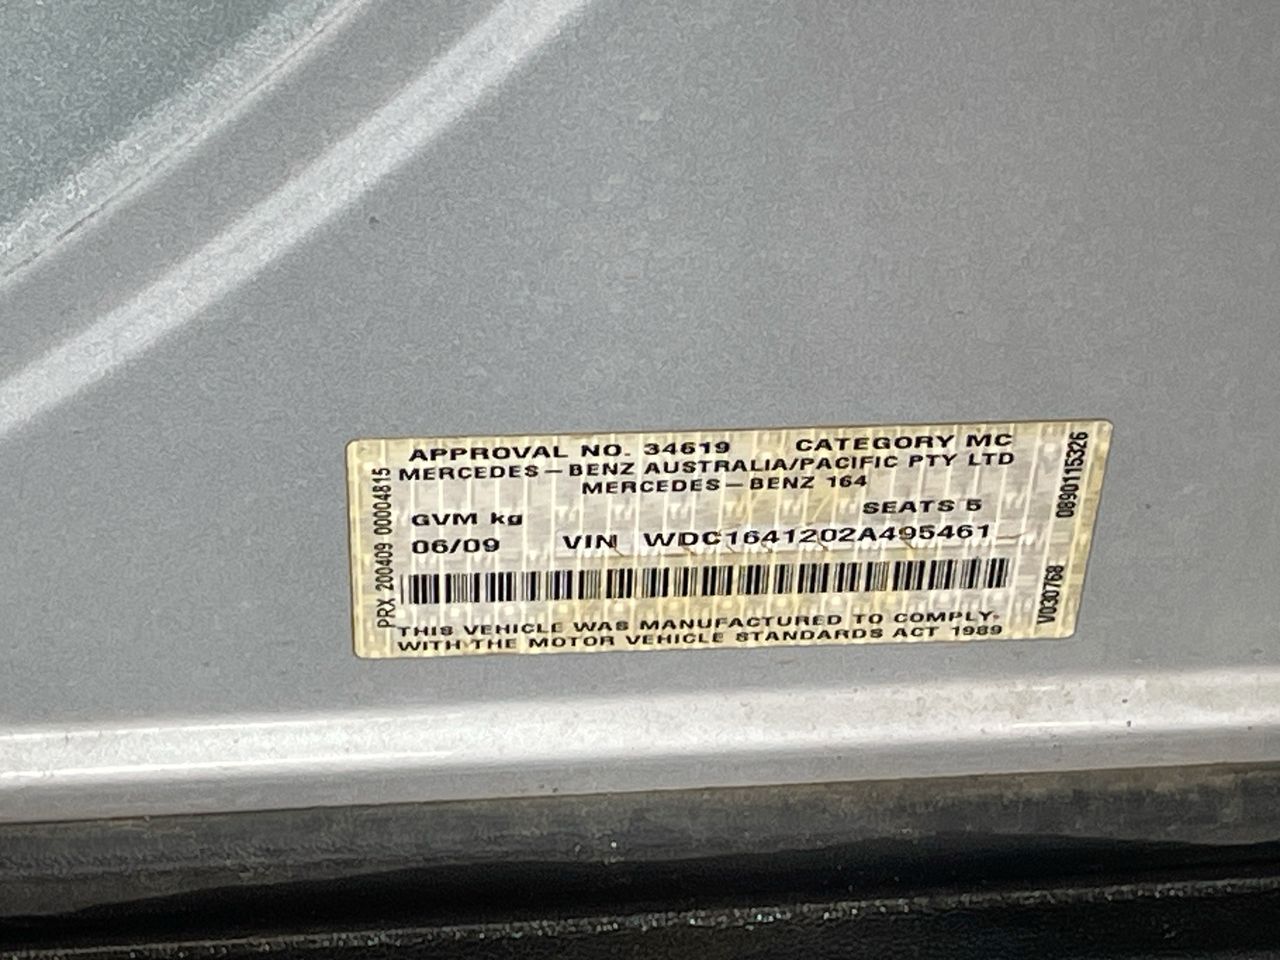 APPROVAL NO. 34619 CATEGORY MC
MERCEDES-BENZ AUSTRALIA/PACIFIC PTY LTD
MERCEDES-BENZ 164
SEATS 5
GVM kg
06/09 VIN WDC1641202A495461
THIS VEHICLE WAS MANUFACTURED TO COMPLY
WITH THE MOTOR VEHICLE STANDARDS ACT 1989
PRX 200409 00004815
0890115326
V030768